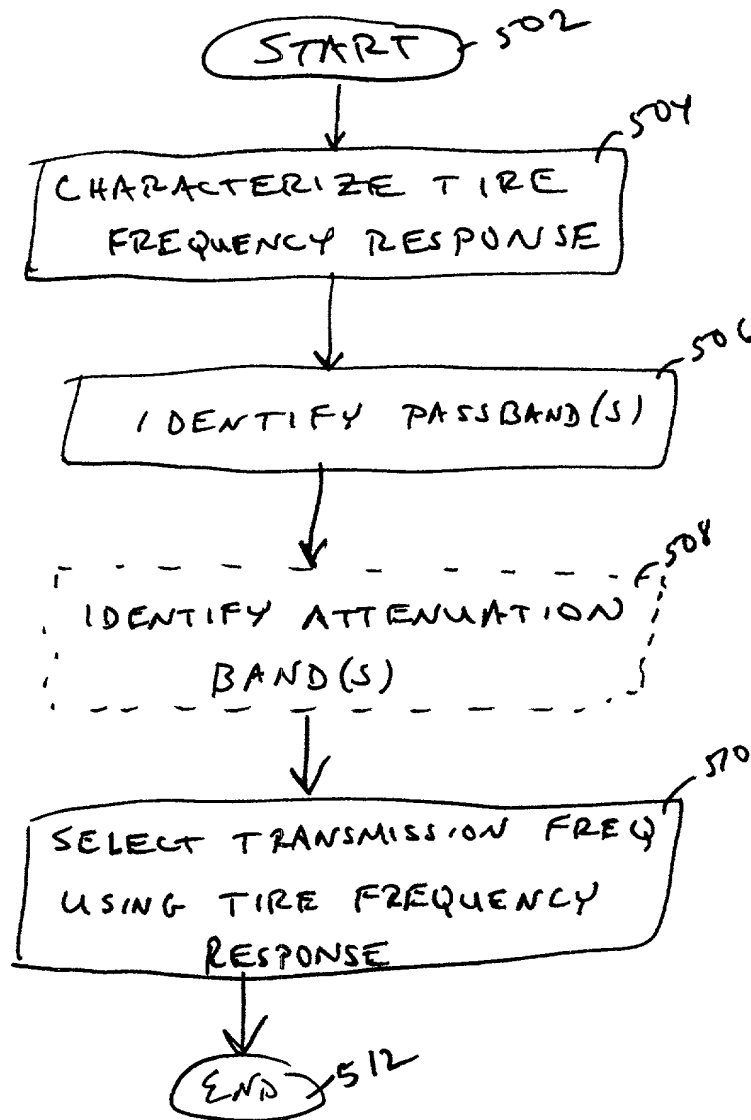 START 502
504
CHARACTERIZE TIRE
FREQUENCY RESPONSE
506
IDENTIFY PASSBAND(S)
508
IDENTIFY ATTENUATION
BAND(S)
510
SELECT TRANSMISSION FREQ
USING TIRE FREQUENCY
RESPONSE
END 512